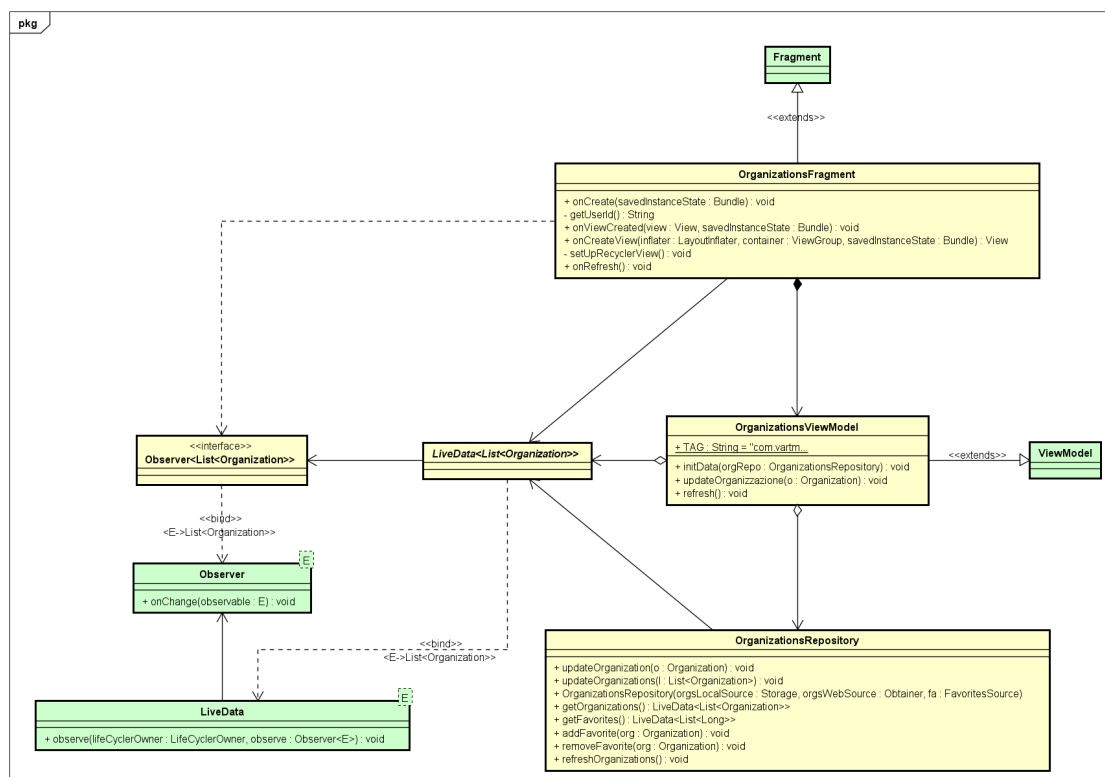 pkg
Fragment
<<extends>>
OrganizationsFragment
+ onCreate(savedInstanceState : Bundle) : void
- getUserId() : String
+ onViewCreated(view : View, savedInstanceState : Bundle) : void
+ onCreateView(inflater : LayoutInflater, container : ViewGroup, savedInstanceState : Bundle) : View
- setUpRecyclerView() : void
+ onRefresh() : void
<<interface>>
Observer<List<Organization>>
LiveData<List<Organization>>
OrganizationsViewModel
+ TAG : String = "com.vartm...
+ initData(orgRepo : OrganizationsRepository) : void
+ updateOrganizzazione(o : Organization) : void
+ refresh() : void
<<extends>>
ViewModel
<<bind>>
<E->List<Organization>>
E
Observer
+ onChange(observable : E) : void
<<bind>>
<E->List<Organization>>
OrganizationsRepository
+ updateOrganization(o : Organization) : void
+ updateOrganizations(l : List<Organization>) : void
+ OrganizationsRepository(orgsLocalSource : Storage, orgsWebSource : Obtainer, fa : FavoritesSource)
+ getOrganizations() : LiveData<List<Organization>>
+ getFavorites() : LiveData<List<Long>>
+ addFavorite(org : Organization) : void
+ removeFavorite(org : Organization) : void
+ refreshOrganizations() : void
E
LiveData
+ observe(lifeCyclerOwner : LifeCyclerOwner, observe : Observer<E>) : void